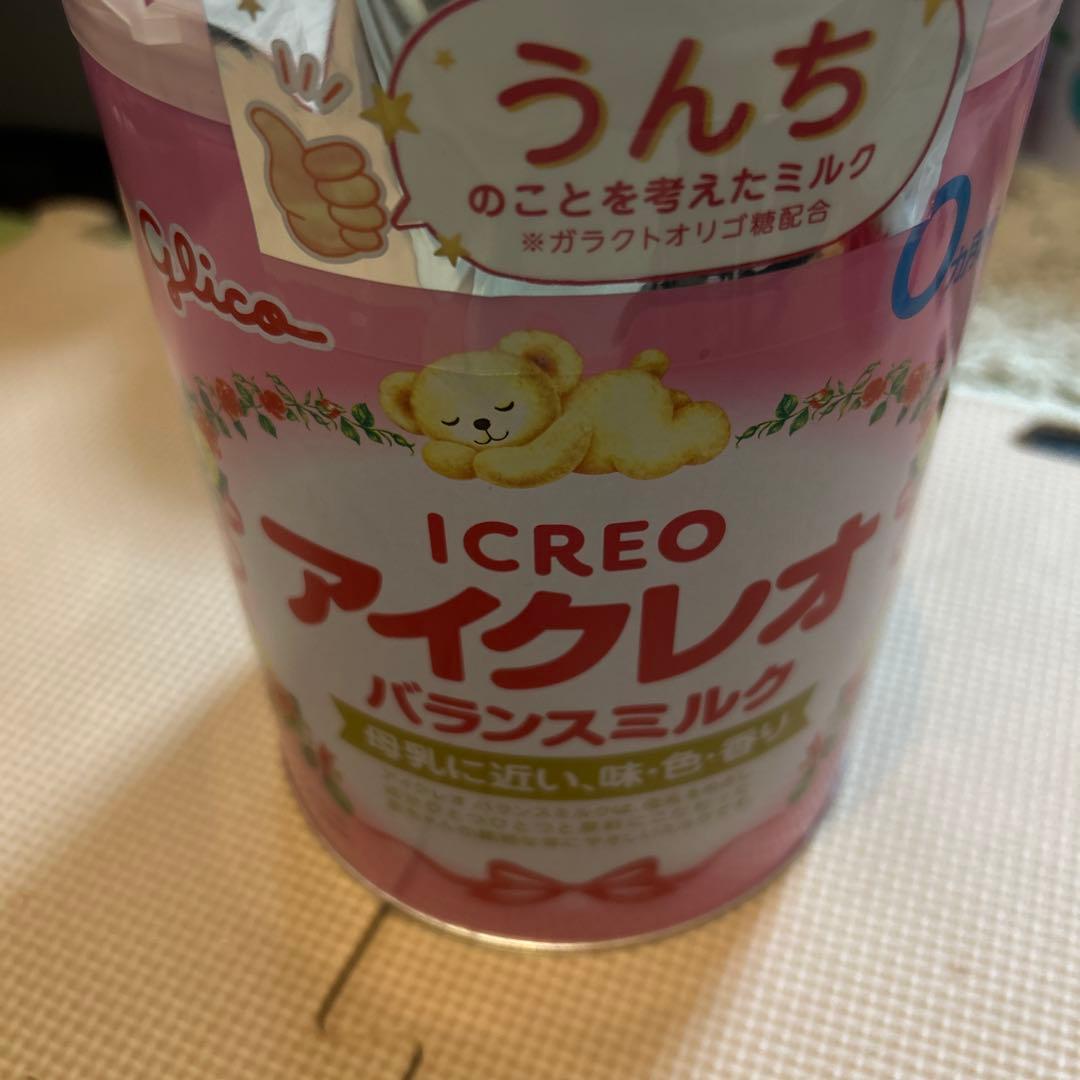 うんち
のことを考えたミルク
※ガラクトオリゴ糖配合
Glico
0カ月
ICREO
アイクレオ
バランスミルク
母乳に近い、味・色・香り